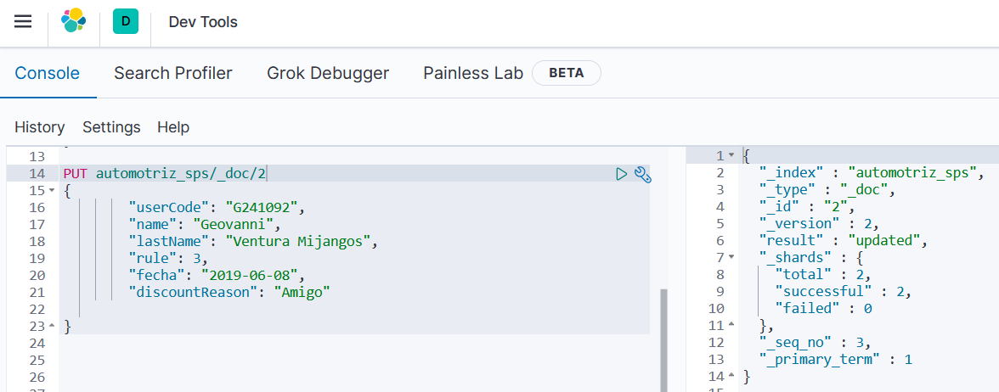 D Dev Tools
Console Search Profiler Grok Debugger Painless Lab BETA
History Settings Help
13
14 PUT automotriz_sps/_doc/2
15 {
16 "userCode": "G241092",
17 "name": "Geovanni",
18 "lastName": "Ventura Mijangos",
19 "rule": 3,
20 "fecha": "2019-06-08",
21 "discountReason": "Amigo"
22
23 }
24
25
26
1 {
2 "_index" : "automotriz_sps",
3 "_type" : "_doc",
4 "_id" : "2",
5 "_version" : 2,
6 "result" : "updated",
7 "_shards" : {
8 "total" : 2,
9 "successful" : 2,
10 "failed" : 0
11 },
12 "_seq_no" : 3,
13 "_primary_term" : 1
14 }